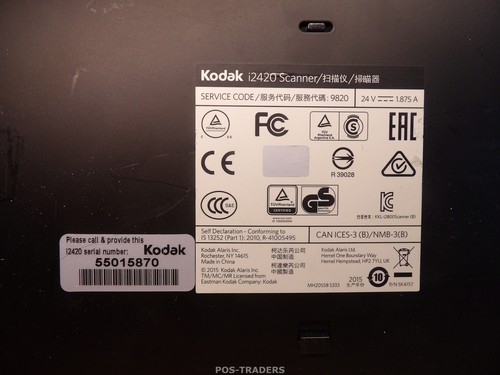 Kodak i2420 Scanner/扫描仪/掃瞄器
SERVICE CODE/服务代码/服務代碼: 9820
24 V 1.875 A
FC
EAC
CE
R 39028
CCC S&E
GS
CAN ICES-3 (B)/NMB-3(B)
Self Declaration - Conforming to
IS 13252 (Part 1): 2010, R-41005495
Kodak Alaris Inc.
Rochester, NY 14615
Made in China
© 2015 Kodak Alaris Inc.
TM/MC/MR Licensed from
Eastman Kodak Company: Kodak
柯达乐芮公司
中国制造
柯達樂芮公司
中國製造
Kodak Alaris Ltd.
Hemel One Boundary Way
Hemel Hempstead, HP2 7YU, UK
2015
10
Please call & provide this
i2420 serial number:
Kodak
55015870
POS-TRADERS